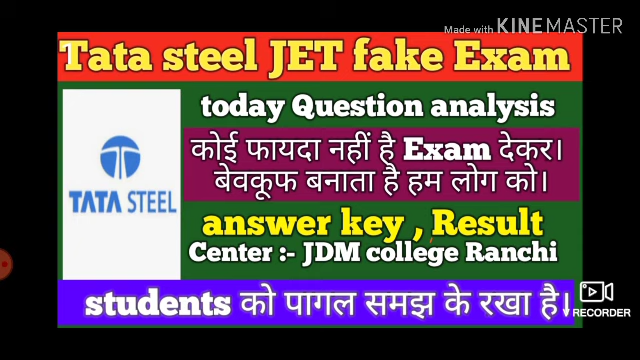 Made with KINEMASTER
Tata steel JET fake Exam
today Question analysis
कोई फायदा नहीं है Exam देकर।
बेवकूफ बनाता है हम लोग को।
TATA STEEL
answer key , Result
Center :- JDM college Ranchi
students को पागल समझ के रखा है।
RECORDER